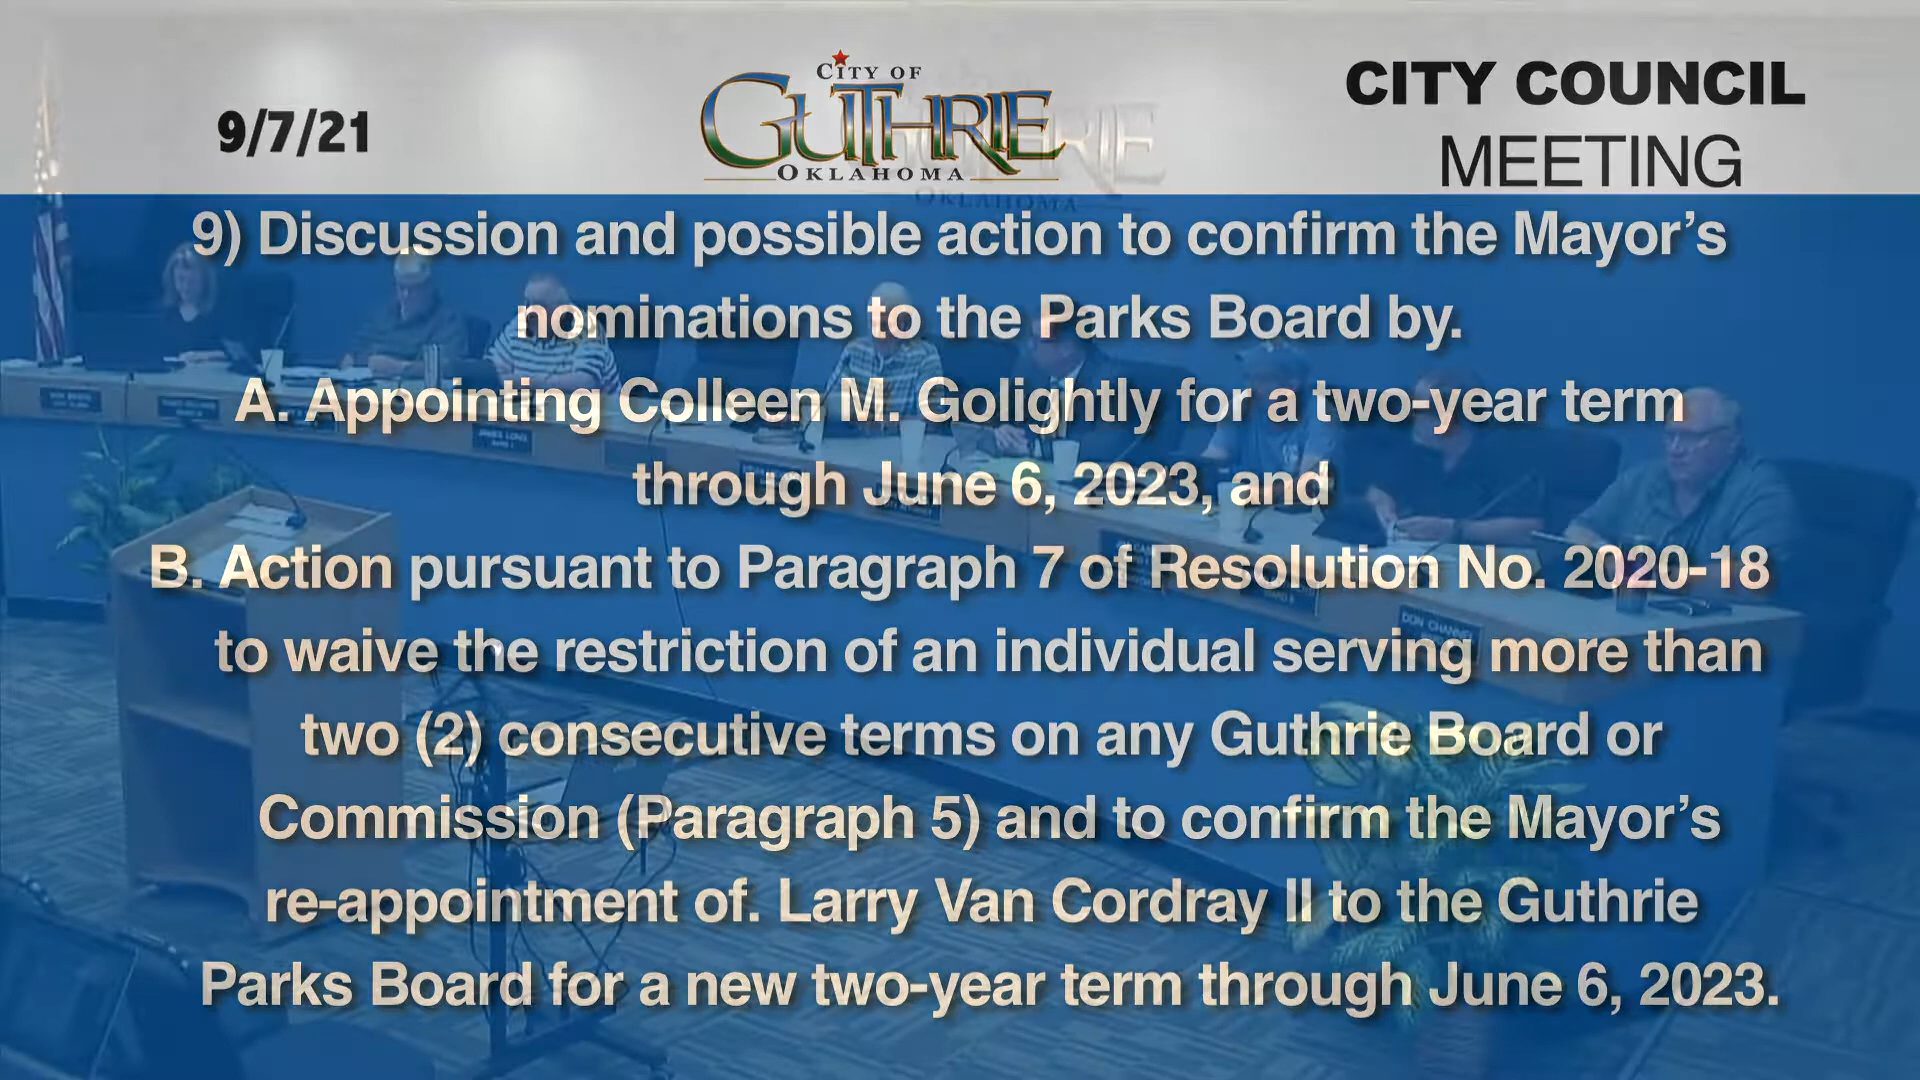 9/7/21
CITY OF
GUTHRIE
OKLAHOMA
CITY COUNCIL
MEETING
9) Discussion and possible action to confirm the Mayor’s
nominations to the Parks Board by.
A. Appointing Colleen M. Golightly for a two-year term
through June 6, 2023, and
B. Action pursuant to Paragraph 7 of Resolution No. 2020-18
to waive the restriction of an individual serving more than
two (2) consecutive terms on any Guthrie Board or
Commission (Paragraph 5) and to confirm the Mayor’s
re-appointment of. Larry Van Cordray II to the Guthrie
Parks Board for a new two-year term through June 6, 2023.
OKLAHOMA
DON CHANNEL